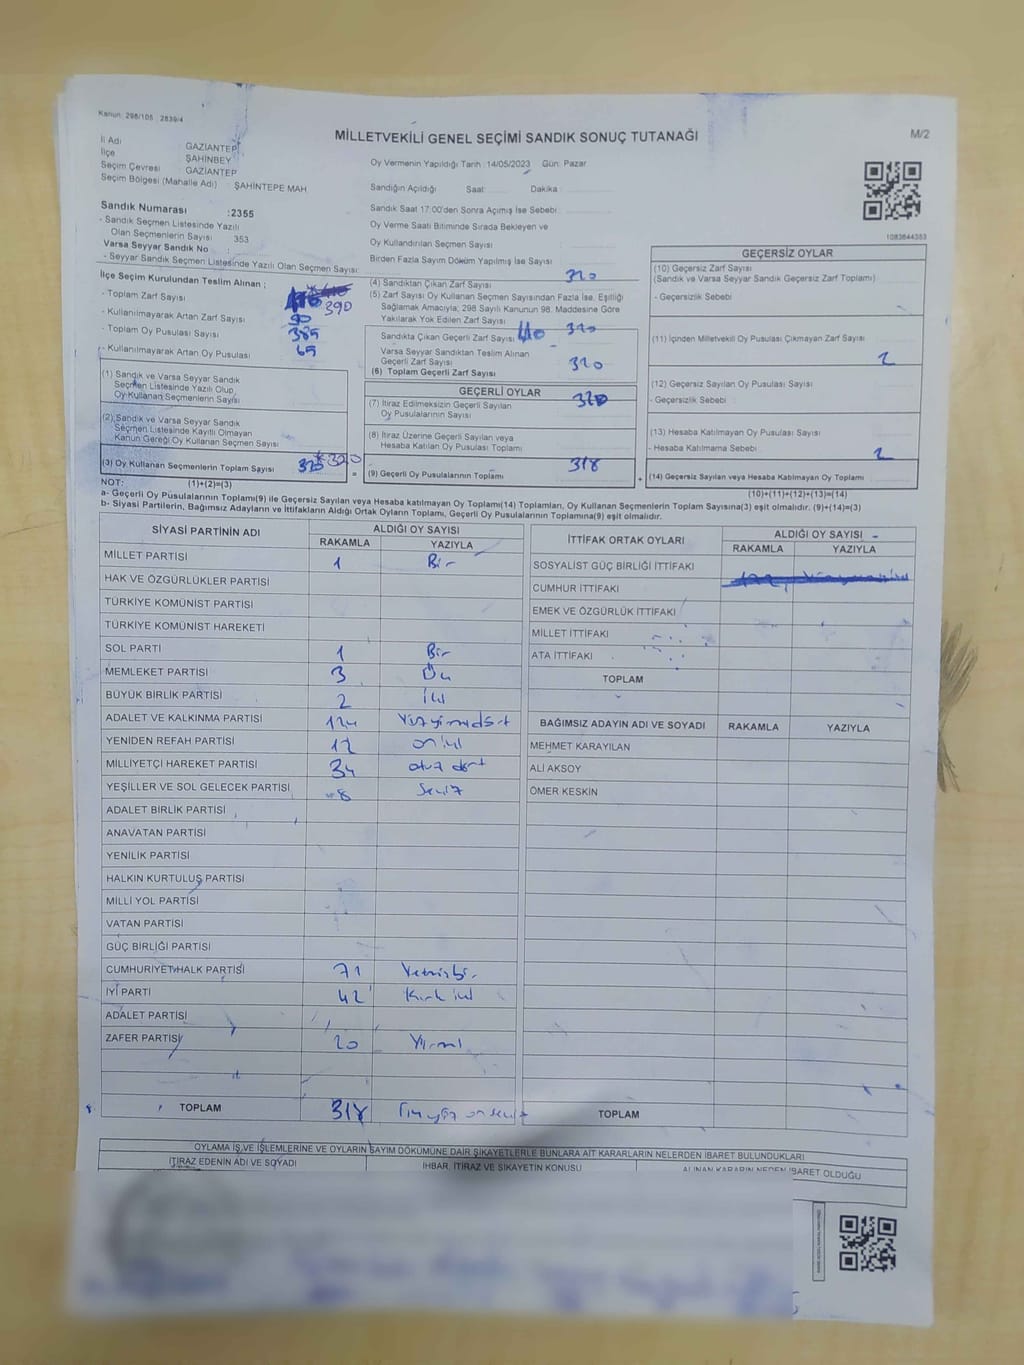 Kanun: 298/105 , 2839/4
MİLLETVEKİLİ GENEL SEÇİMİ SANDIK SONUÇ TUTANAĞI
M/2
İl Adı GAZİANTEP
İlçe ŞAHİNBEY
Seçim Çevresi GAZİANTEP
Seçim Bölgesi (Mahalle Adı) : ŞAHİNTEPE MAH
Oy Vermenin Yapıldığı Tarih :14/05/2023 Gün: Pazar
Sandığın Açıldığı Saat: Dakika :
Sandık Saat 17:00'den Sonra Açımış İse Sebebi:
Oy Verme Saati Bitiminde Sırada Bekleyen ve
Oy Kullandırılan Seçmen Sayısı
Birden Fazla Sayım Döküm Yapılmış İse Sayısı
Sandık Numarası :2355
- Sandık Seçmen Listesinde Yazılı
Olan Seçmenlerin Sayısı 353
Varsa Seyyar Sandık No :
- Seyyar Sandık Seçmen Listesinde Yazılı Olan Seçmen Sayısı:
1083644353
İlçe Seçim Kurulundan Teslim Alınan ;
- Toplam Zarf Sayısı 390
- Kullanılmayarak Artan Zarf Sayısı
- Toplam Oy Pusulası Sayısı 385
- Kullanılmayarak Artan Oy Pusulası 65
(1) Sandık ve Varsa Seyyar Sandık
Seçmen Listesinde Yazılı Olup
Oy Kullanan Seçmenlerin Sayısı
(2) Sandık ve Varsa Seyyar Sandık
Seçmen Listesinde Kayıtlı Olmayan
Kanun Gereği Oy Kullanan Seçmen Sayısı
(3) Oy Kullanan Seçmenlerin Toplam Sayısı 320
(4) Sandıktan Çıkan Zarf Sayısı 320
(5) Zarf Sayısı Oy Kullanan Seçmen Sayısından Fazla İse, Eşitliği
Sağlamak Amacıyla; 298 Sayılı Kanunun 98. Maddesine Göre
Yakılarak Yok Edilen Zarf Sayısı
Sandıkta Çıkan Geçerli Zarf Sayısı 320
Varsa Seyyar Sandıktan Teslim Alınan
Geçerli Zarf Sayısı
(6) Toplam Geçerli Zarf Sayısı 320
GEÇERLİ OYLAR
(7) İtiraz Edilmeksizin Geçerli Sayılan 320
Oy Pusulalarının Sayısı
(8) İtiraz Üzerine Geçerli Sayılan veya
Hesaba Katılan Oy Pusulası Toplamı
= (9) Geçerli Oy Pusulalarının Toplamı 318 +
GEÇERSİZ OYLAR
(10) Geçersiz Zarf Sayısı
(Sandık ve Varsa Seyyar Sandık Geçersiz Zarf Toplamı)
- Geçersizlik Sebebi
(11) İçinden Milletvekili Oy Pusulası Çıkmayan Zarf Sayısı 2
(12) Geçersiz Sayılan Oy Pusulası Sayısı
- Geçersizlik Sebebi
(13) Hesaba Katılmayan Oy Pusulası Sayısı
- Hesaba Katılmama Sebebi 2
(14) Geçersiz Sayılan veya Hesaba Katılmayan Oy Toplamı
NOT: (1)+(2)=(3)
(10)+(11)+(12)+(13)=(14)
a- Geçerli Oy Pusulalarının Toplamı(9) ile Geçersiz Sayılan veya Hesaba katılmayan Oy Toplamı(14) Toplamları, Oy Kullanan Seçmenlerin Toplam Sayısına(3) eşit olmalıdır. (9)+(14)=(3)
b- Siyasi Partilerin, Bağımsız Adayların ve İttifakların Aldığı Ortak Oyların Toplamı, Geçerli Oy Pusulalarının Toplamına(9) eşit olmalıdır.
SİYASİ PARTİNİN ADI ALDIĞI OY SAYISI
RAKAMLA YAZIYLA
MİLLET PARTİSİ 1 Bir
HAK VE ÖZGÜRLÜKLER PARTİSİ
TÜRKİYE KOMÜNİST PARTİSİ
TÜRKİYE KOMÜNİST HAREKETİ
SOL PARTİ 1 Bir
MEMLEKET PARTİSİ 3 Üç
BÜYÜK BİRLİK PARTİSİ 2 iki
ADALET VE KALKINMA PARTİSİ 124 Yüzyirmidört
YENİDEN REFAH PARTİSİ 12 oniki
MİLLİYETÇİ HAREKET PARTİSİ 34 otuz dört
YEŞİLLER VE SOL GELECEK PARTİSİ 8 Sekiz
ADALET BİRLİK PARTİSİ
ANAVATAN PARTİSİ
YENİLİK PARTİSİ
HALKIN KURTULUŞ PARTİSİ
MİLLİ YOL PARTİSİ
VATAN PARTİSİ
GÜÇ BİRLİĞİ PARTİSİ
CUMHURİYET HALK PARTİSİ 71 Yetmişbir
İYİ PARTİ 42 Kırk iki
ADALET PARTİSİ
ZAFER PARTİSİ 20 Yirmi
TOPLAM 318 Üçyüz onsekiz
İTTİFAK ORTAK OYLARI ALDIĞI OY SAYISI
RAKAMLA YAZIYLA
SOSYALİST GÜÇ BİRLİĞİ İTTİFAKI
CUMHUR İTTİFAKI
EMEK VE ÖZGÜRLÜK İTTİFAKI
MİLLET İTTİFAKI
ATA İTTİFAKI
TOPLAM
BAĞIMSIZ ADAYIN ADI VE SOYADI RAKAMLA YAZIYLA
MEHMET KARAYILAN
ALİ AKSOY
ÖMER KESKİN
TOPLAM
OYLAMA İŞ VE İŞLEMLERİNE VE OYLARIN SAYIM DÖKÜMÜNE DAİR ŞİKAYETLERLE BUNLARA AİT KARARLARIN NELERDEN İBARET BULUNDUKLARI
İTİRAZ EDENİN ADI VE SOYADI İHBAR, İTİRAZ VE ŞİKAYETİN KONUSU ALINAN KARARIN NEDEN İBARET OLDUĞU